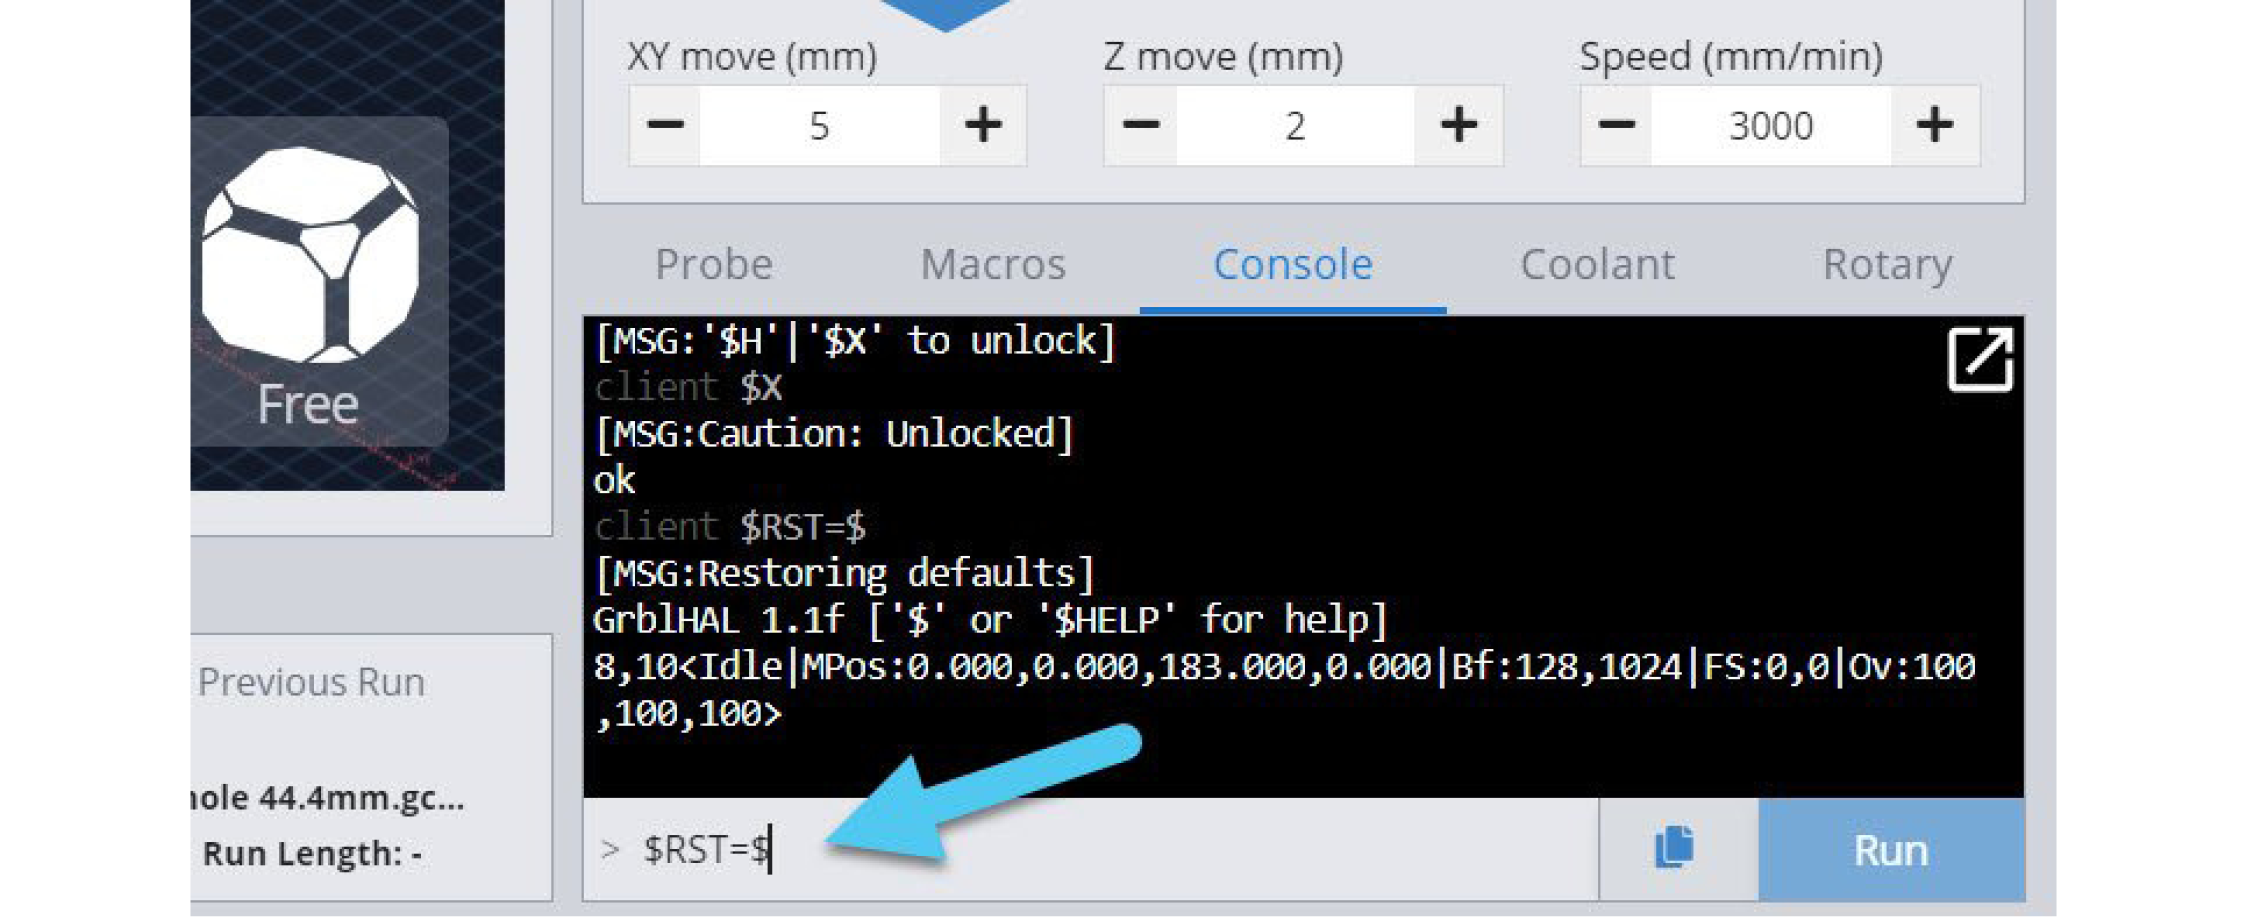 XY move (mm) Z move (mm) Speed (mm/min)
− 5 + − 2 + − 3000 +
Free
Probe Macros Console Coolant Rotary
[MSG:'$H'|'$X' to unlock]
client $X
[MSG:Caution: Unlocked]
ok
client $RST=$
[MSG:Restoring defaults]
GrblHAL 1.1f ['$' or '$HELP' for help]
8,10<Idle|MPos:0.000,0.000,183.000,0.000|Bf:128,1024|FS:0,0|Ov:100
,100,100>
Previous Run
hole 44.4mm.gc...
Run Length: -
> $RST=$
Run